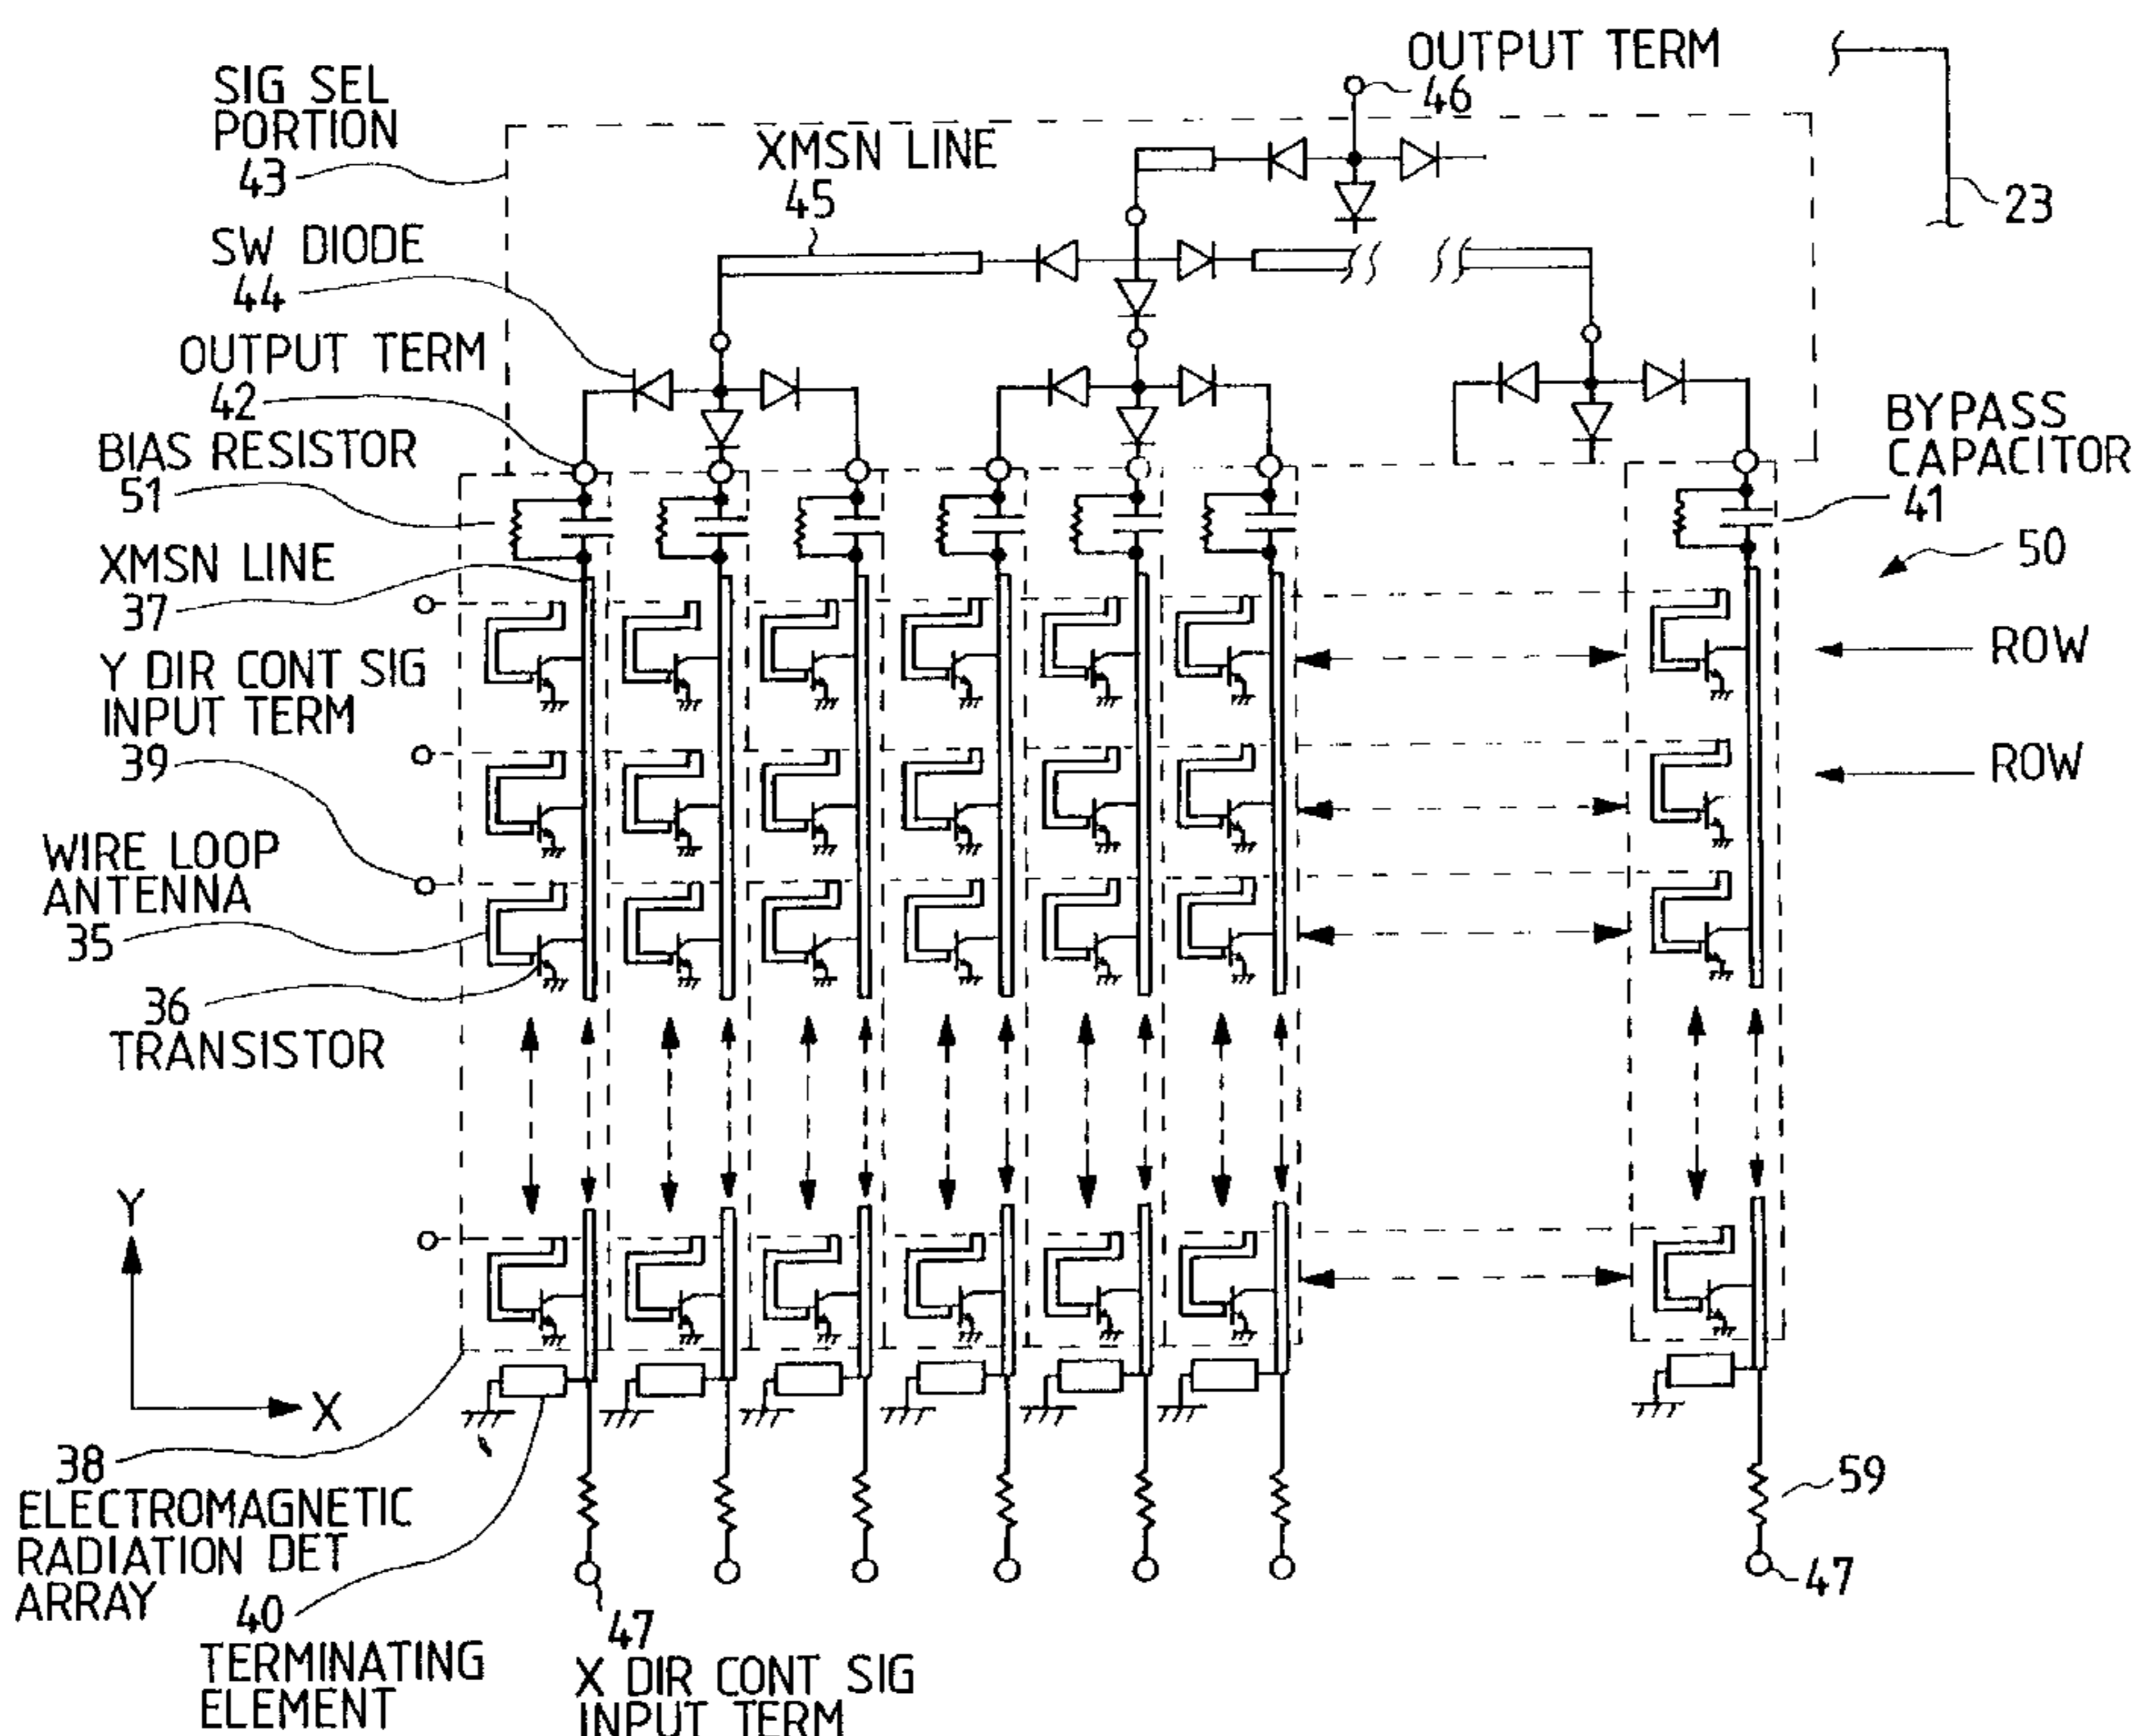 OUTPUT TERM
46
SIG SEL
PORTION
43
XMSN LINE
45
23
SW DIODE
44
OUTPUT TERM
42
BYPASS
CAPACITOR
41
BIAS RESISTOR
51
50
XMSN LINE
37
ROW
Y DIR CONT SIG
INPUT TERM
39
ROW
WIRE LOOP
ANTENNA
35
36
TRANSISTOR
Y
X
38
ELECTROMAGNETIC
RADIATION DET
ARRAY
59
47
40
TERMINATING
ELEMENT
47
X DIR CONT SIG
INPUT TERM